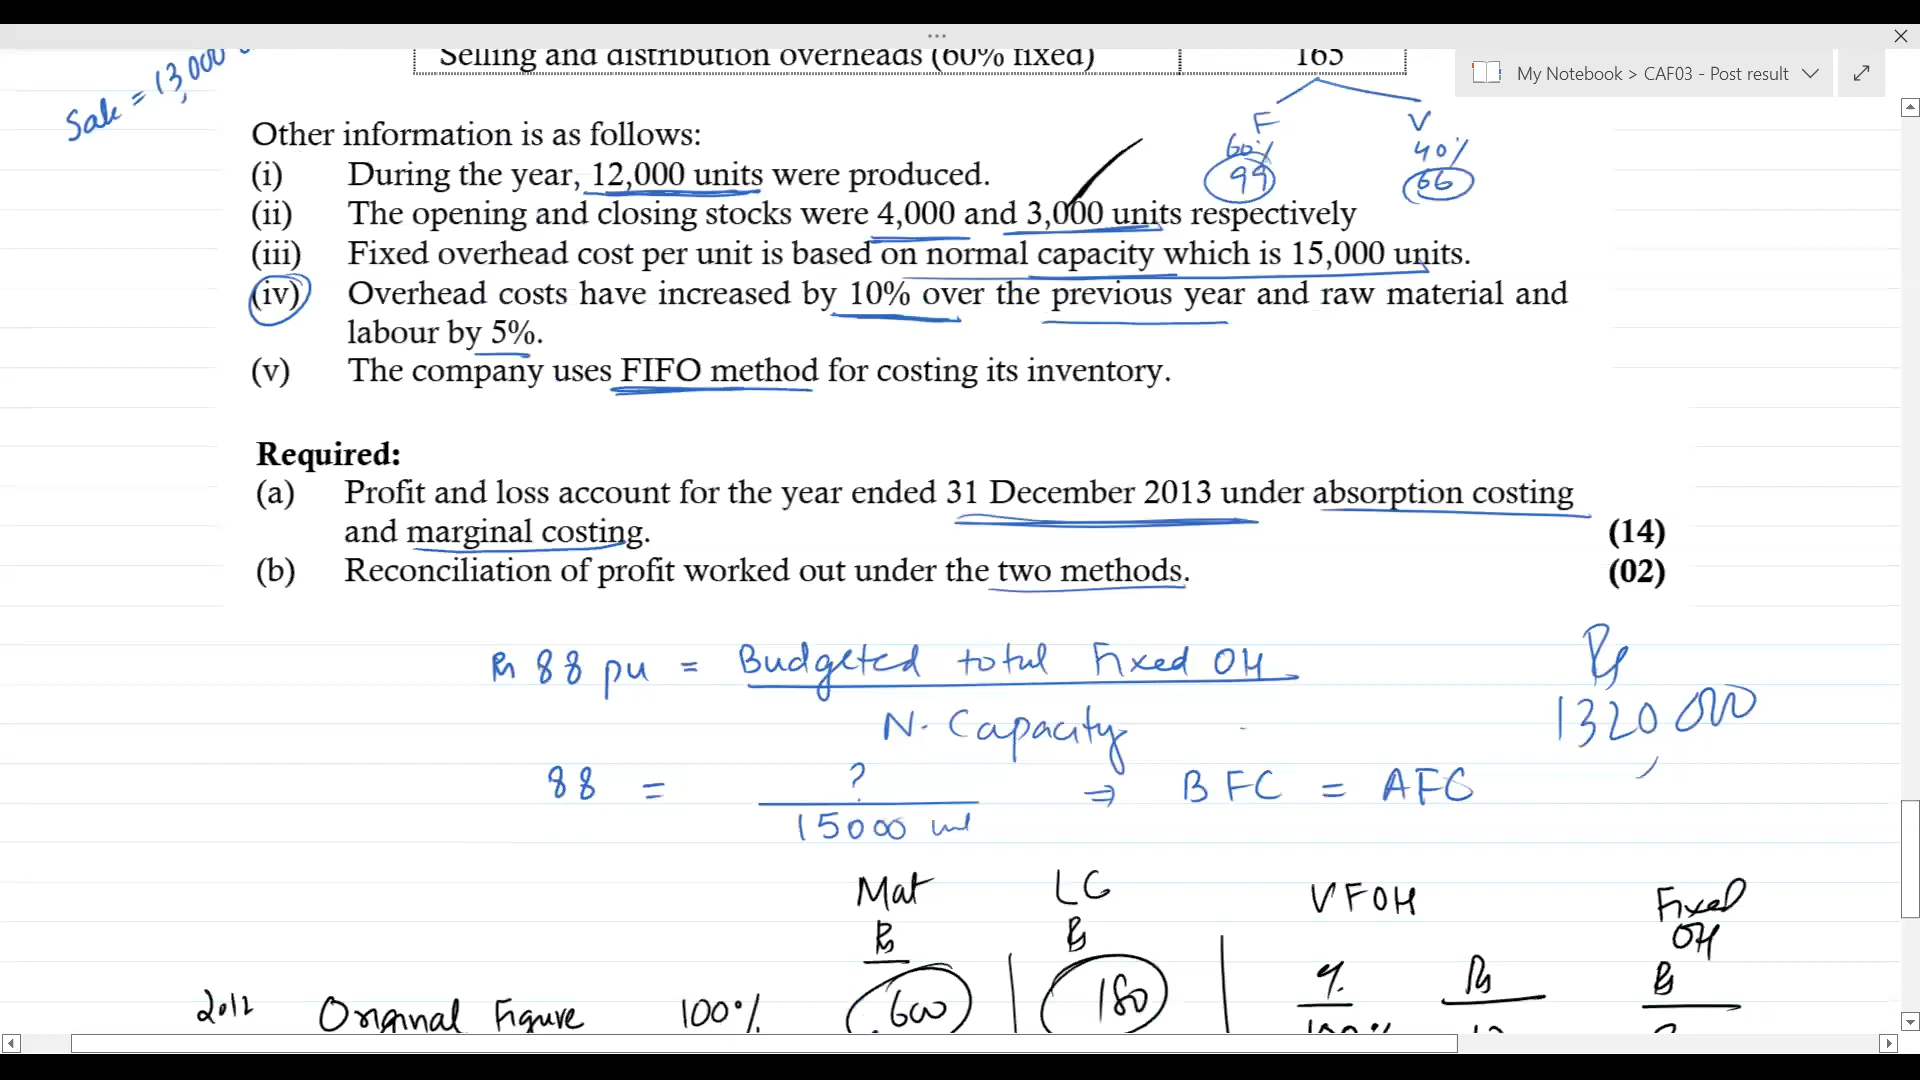 Selling and distribution overheads (60% fixed) 165
My Notebook > CAF03 - Post result
Sale = 13,000
F V
60% 40%
99 66
Other information is as follows:
(i) During the year, 12,000 units were produced.
(ii) The opening and closing stocks were 4,000 and 3,000 units respectively
(iii) Fixed overhead cost per unit is based on normal capacity which is 15,000 units.
(iv) Overhead costs have increased by 10% over the previous year and raw material and
labour by 5%.
(v) The company uses FIFO method for costing its inventory.
Required:
(a) Profit and loss account for the year ended 31 December 2013 under absorption costing
and marginal costing.
(14)
(b) Reconciliation of profit worked out under the two methods.
(02)
Rs 88 pu = Budgeted total Fixed OH
N. Capacity
Rs
1320,000
88 = ?
15000 unt
⇒ BFC = AFC
Mat LC VFOH Fixed
OH
Rs Rs % Rs Rs
2012 Original Figure 100% 600 180